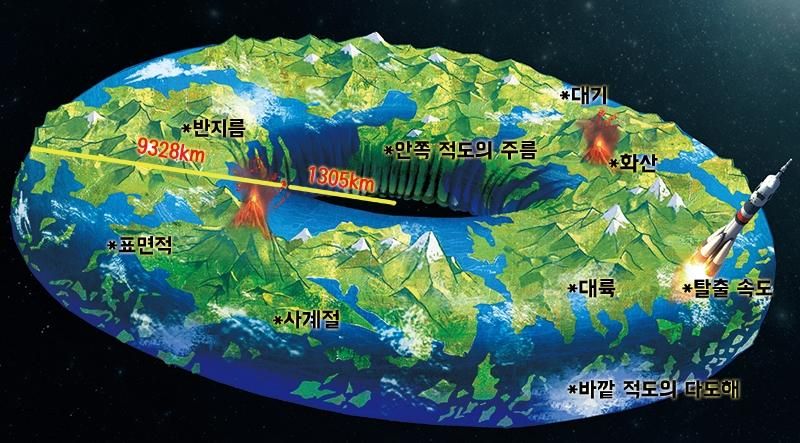 *대기
*반지름
9328km
*안쪽 적도의 주름
*화산
1305km
*표면적
*대륙
*탈출 속도
*사계절
*바깥 적도의 다도해